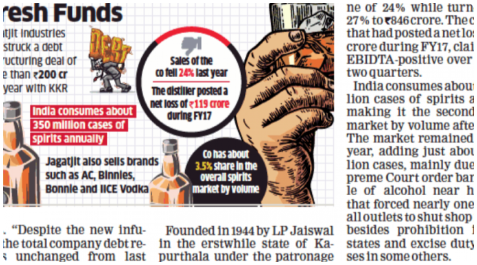 resh Funds
atjit Industries
struck a debt
ructuring deal of
e than ₹200 cr
year with KKR
DEBT
India consumes about
350 million cases of
spirits annually
Jagatjit also sells brands
such as AC, Binnies,
Bonnie and IICE Vodka
Sales of the
co fell 24% last year
The distiller posted a
net loss of ₹119 crore
during FY17
Co has about
3.5% share in the
overall spirits
market by volume
. "Despite the new infu-
the total company debt re-
s unchanged from last
Founded in 1944 by LP Jaiswal
in the erstwhile state of Ka-
purthala under the patronage
ne of 24% while turn
27% to ₹846 crore. The c
that had posted a net los
crore during FY17, clai
EBIDTA-positive over
two quarters.
India consumes about
lion cases of spirits a
making it the second
market by volume afte
The market remained
year, adding just abou
lion cases, mainly due
preme Court order ban
le of alcohol near h
that forced nearly one
all outlets to shut shop
besides prohibition i
states and excise duty
ses in some others.